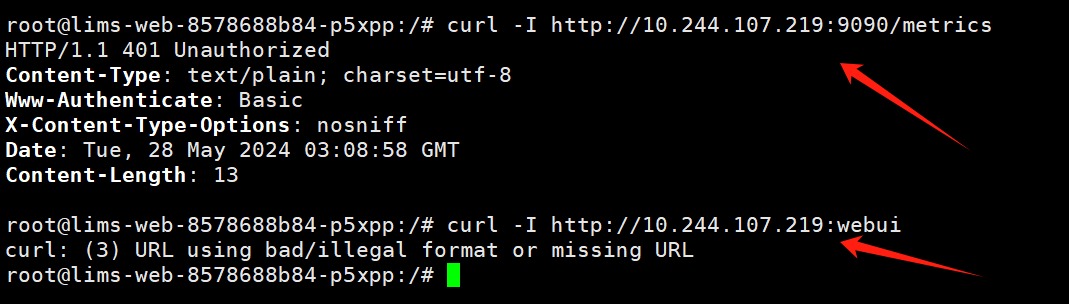 root@lims-web-8578688b84-p5xpp:/# curl -I http://10.244.107.219:9090/metrics
HTTP/1.1 401 Unauthorized
Content-Type: text/plain; charset=utf-8
Www-Authenticate: Basic
X-Content-Type-Options: nosniff
Date: Tue, 28 May 2024 03:08:58 GMT
Content-Length: 13

root@lims-web-8578688b84-p5xpp:/# curl -I http://10.244.107.219:webui
curl: (3) URL using bad/illegal format or missing URL
root@lims-web-8578688b84-p5xpp:/#